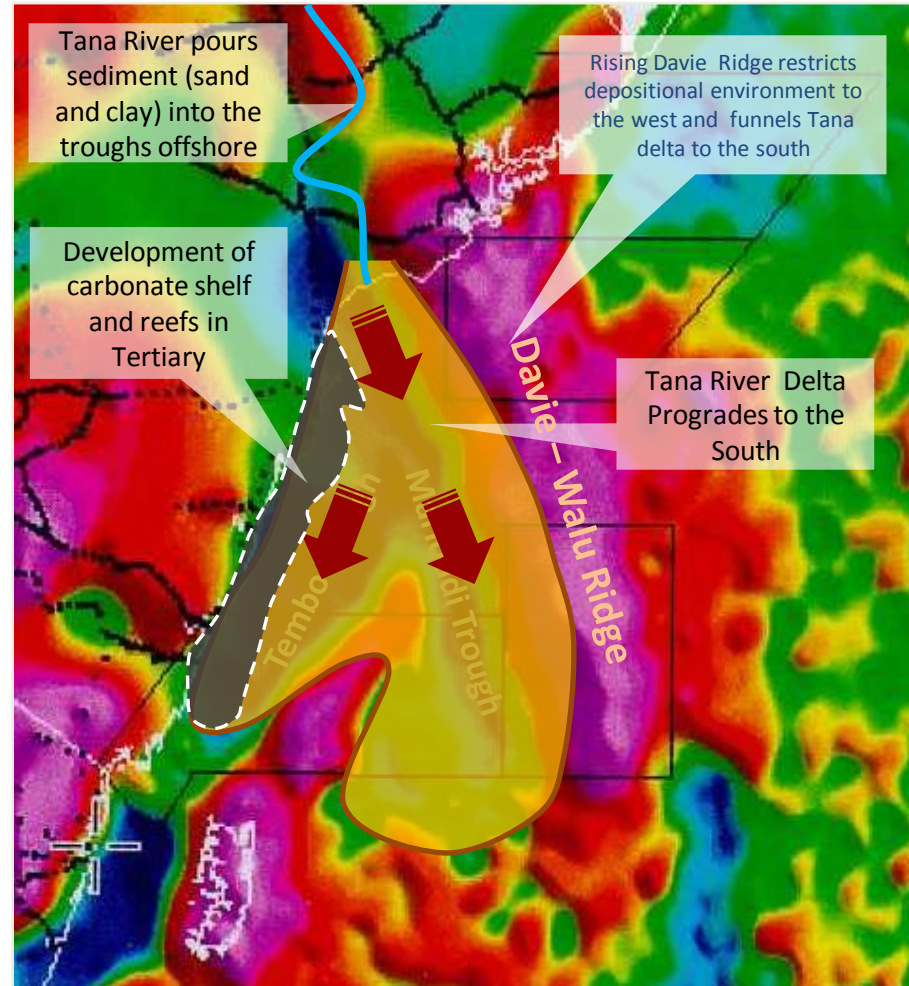 Tana River pours
sediment (sand
and clay) into the
troughs offshore
Rising Davie Ridge restricts
depositional environment to
the west and funnels Tana
delta to the south
Development of
carbonate shelf
and reefs in
Tertiary
Tana River Delta
Progrades to the
South
Davie – Walu Ridge
Trough